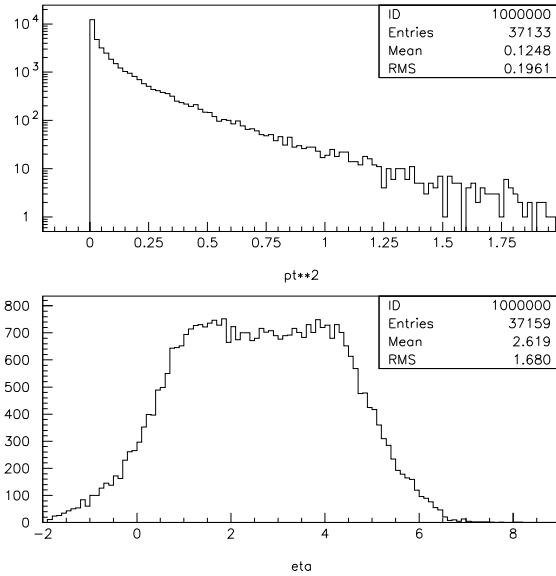 ID 1000000
Entries 37133
Mean 0.1248
RMS 0.1961
10^4
10^3
10^2
10
1
0 0.25 0.5 0.75 1 1.25 1.5 1.75
pt**2
ID 1000000
Entries 37159
Mean 2.619
RMS 1.680
800
700
600
500
400
300
200
100
0
-2 0 2 4 6 8
eta